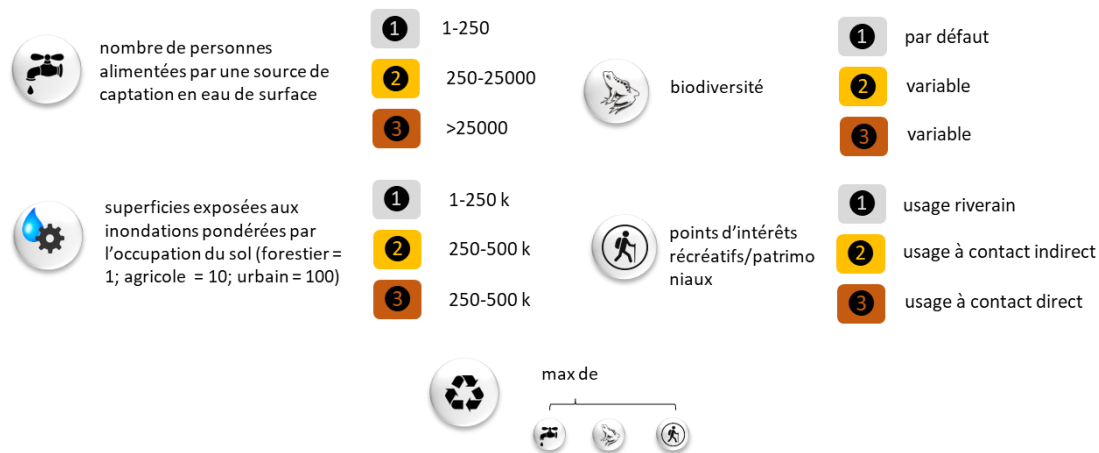 nombre de personnes
alimentées par une source de
captation en eau de surface
1 1-250
2 250-25000
3 >25000
biodiversité
1 par défaut
2 variable
3 variable
superficies exposées aux
inondations pondérées par
l’occupation du sol (forestier =
1; agricole = 10; urbain = 100)
1 1-250 k
2 250-500 k
3 250-500 k
points d’intérêts
récréatifs/patrimo
niaux
1 usage riverain
2 usage à contact indirect
3 usage à contact direct
max de